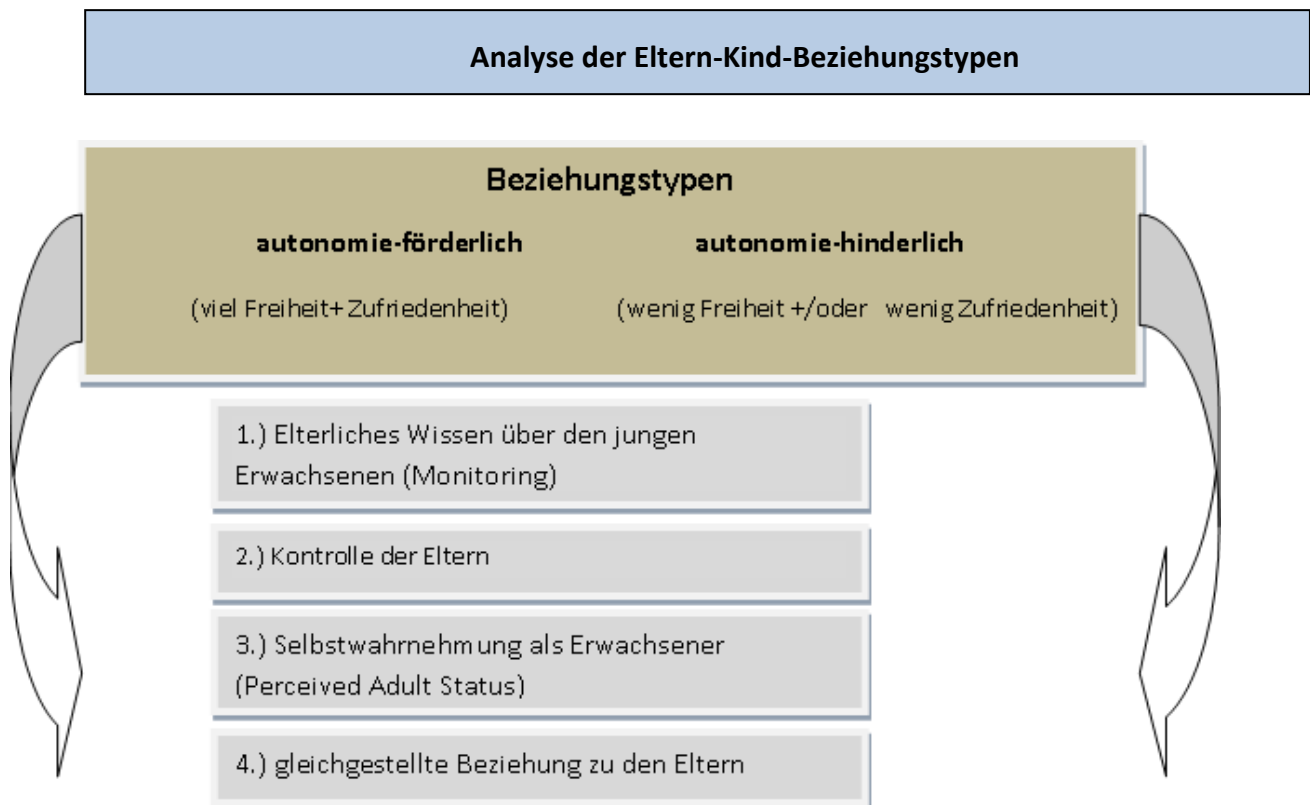 Analyse der Eltern-Kind-Beziehungstypen
Beziehungstypen
autonomie-förderlich autonomie-hinderlich
(viel Freiheit+ Zufriedenheit) (wenig Freiheit +/oder wenig Zufriedenheit)
1.) Elterliches Wissen über den jungen
Erwachsenen (Monitoring)
2.) Kontrolle der Eltern
3.) Selbstwahrnehmung als Erwachsener
(Perceived Adult Status)
4.) gleichgestellte Beziehung zu den Eltern